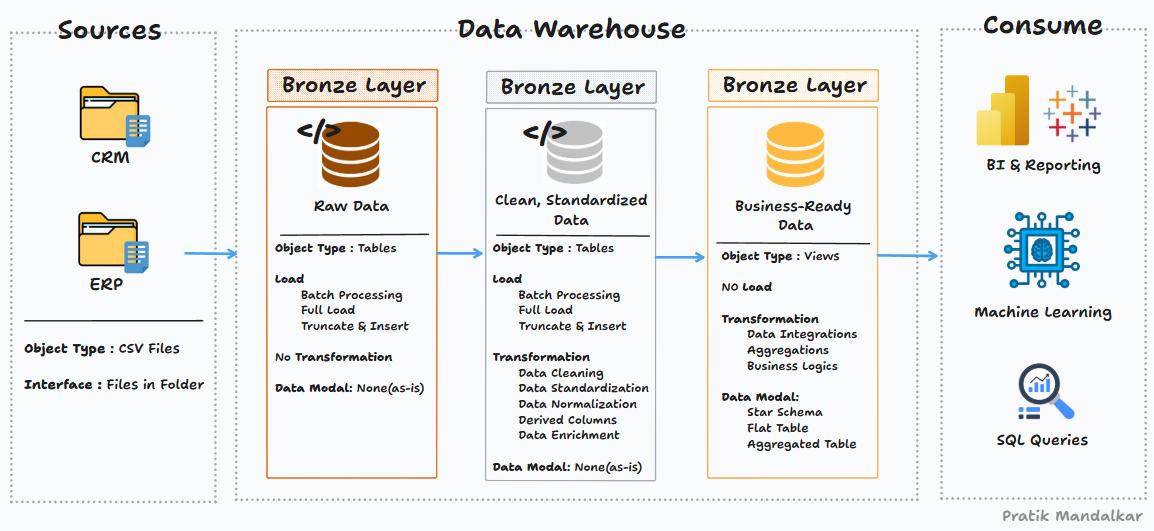 Sources
CRM
ERP
Object Type : CSV Files
Interface : Files in Folder
Data Warehouse
Bronze Layer
</>
Raw Data
Object Type : Tables
Load
Batch Processing
Full Load
Truncate & Insert
No Transformation
Data Modal: None(as-is)
Bronze Layer
</>
Clean, Standardized
Data
Object Type : Tables
Load
Batch Processing
Full Load
Truncate & Insert
Transformation
Data Cleaning
Data Standardization
Data Normalization
Derived Columns
Data Enrichment
Data Modal: None(as-is)
Bronze Layer
Business-Ready
Data
Object Type : Views
NO Load
Transformation
Data Integrations
Aggregations
Business Logics
Data Modal:
Star Schema
Flat Table
Aggregated Table
Consume
BI & Reporting
Machine Learning
SQL Queries
Pratik Mandalkar